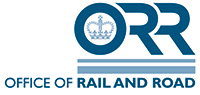 ORR
OFFICE OF RAIL AND ROAD